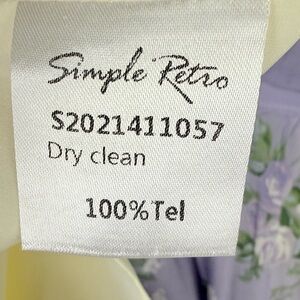 Simple Retro
S2021411057
Dry clean
100%Tel